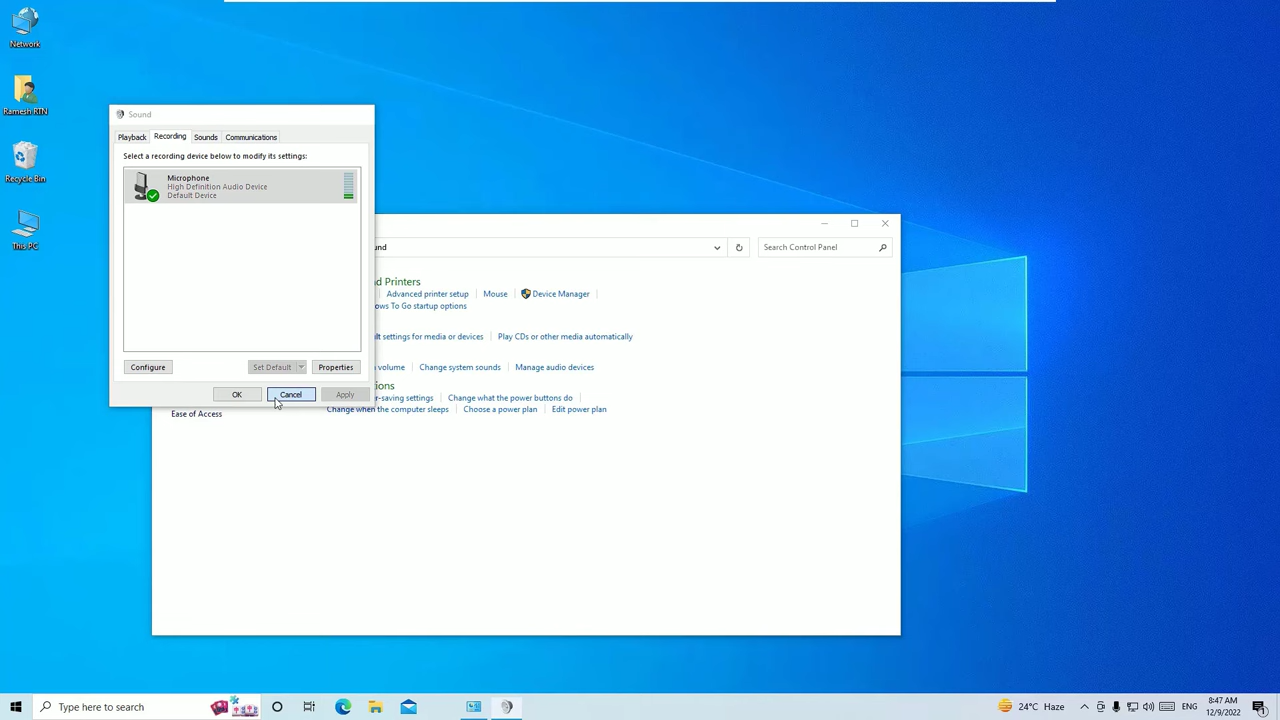 Network
Ramesh RTN
Recycle Bin
This PC
Sound
Playback
Recording
Sounds
Communications
Select a recording device below to modify its settings:
Microphone
High Definition Audio Device
Default Device
Configure
Set Default
Properties
OK
Cancel
Apply
und
Search Control Panel
d Printers
Advanced printer setup
Mouse
Device Manager
ows To Go startup options
ult settings for media or devices
Play CDs or other media automatically
volume
Change system sounds
Manage audio devices
ions
er-saving settings
Change what the power buttons do
Change when the computer sleeps
Choose a power plan
Edit power plan
Ease of Access
Type here to search
24°C Haze
ENG
8:47 AM
12/9/2022
1